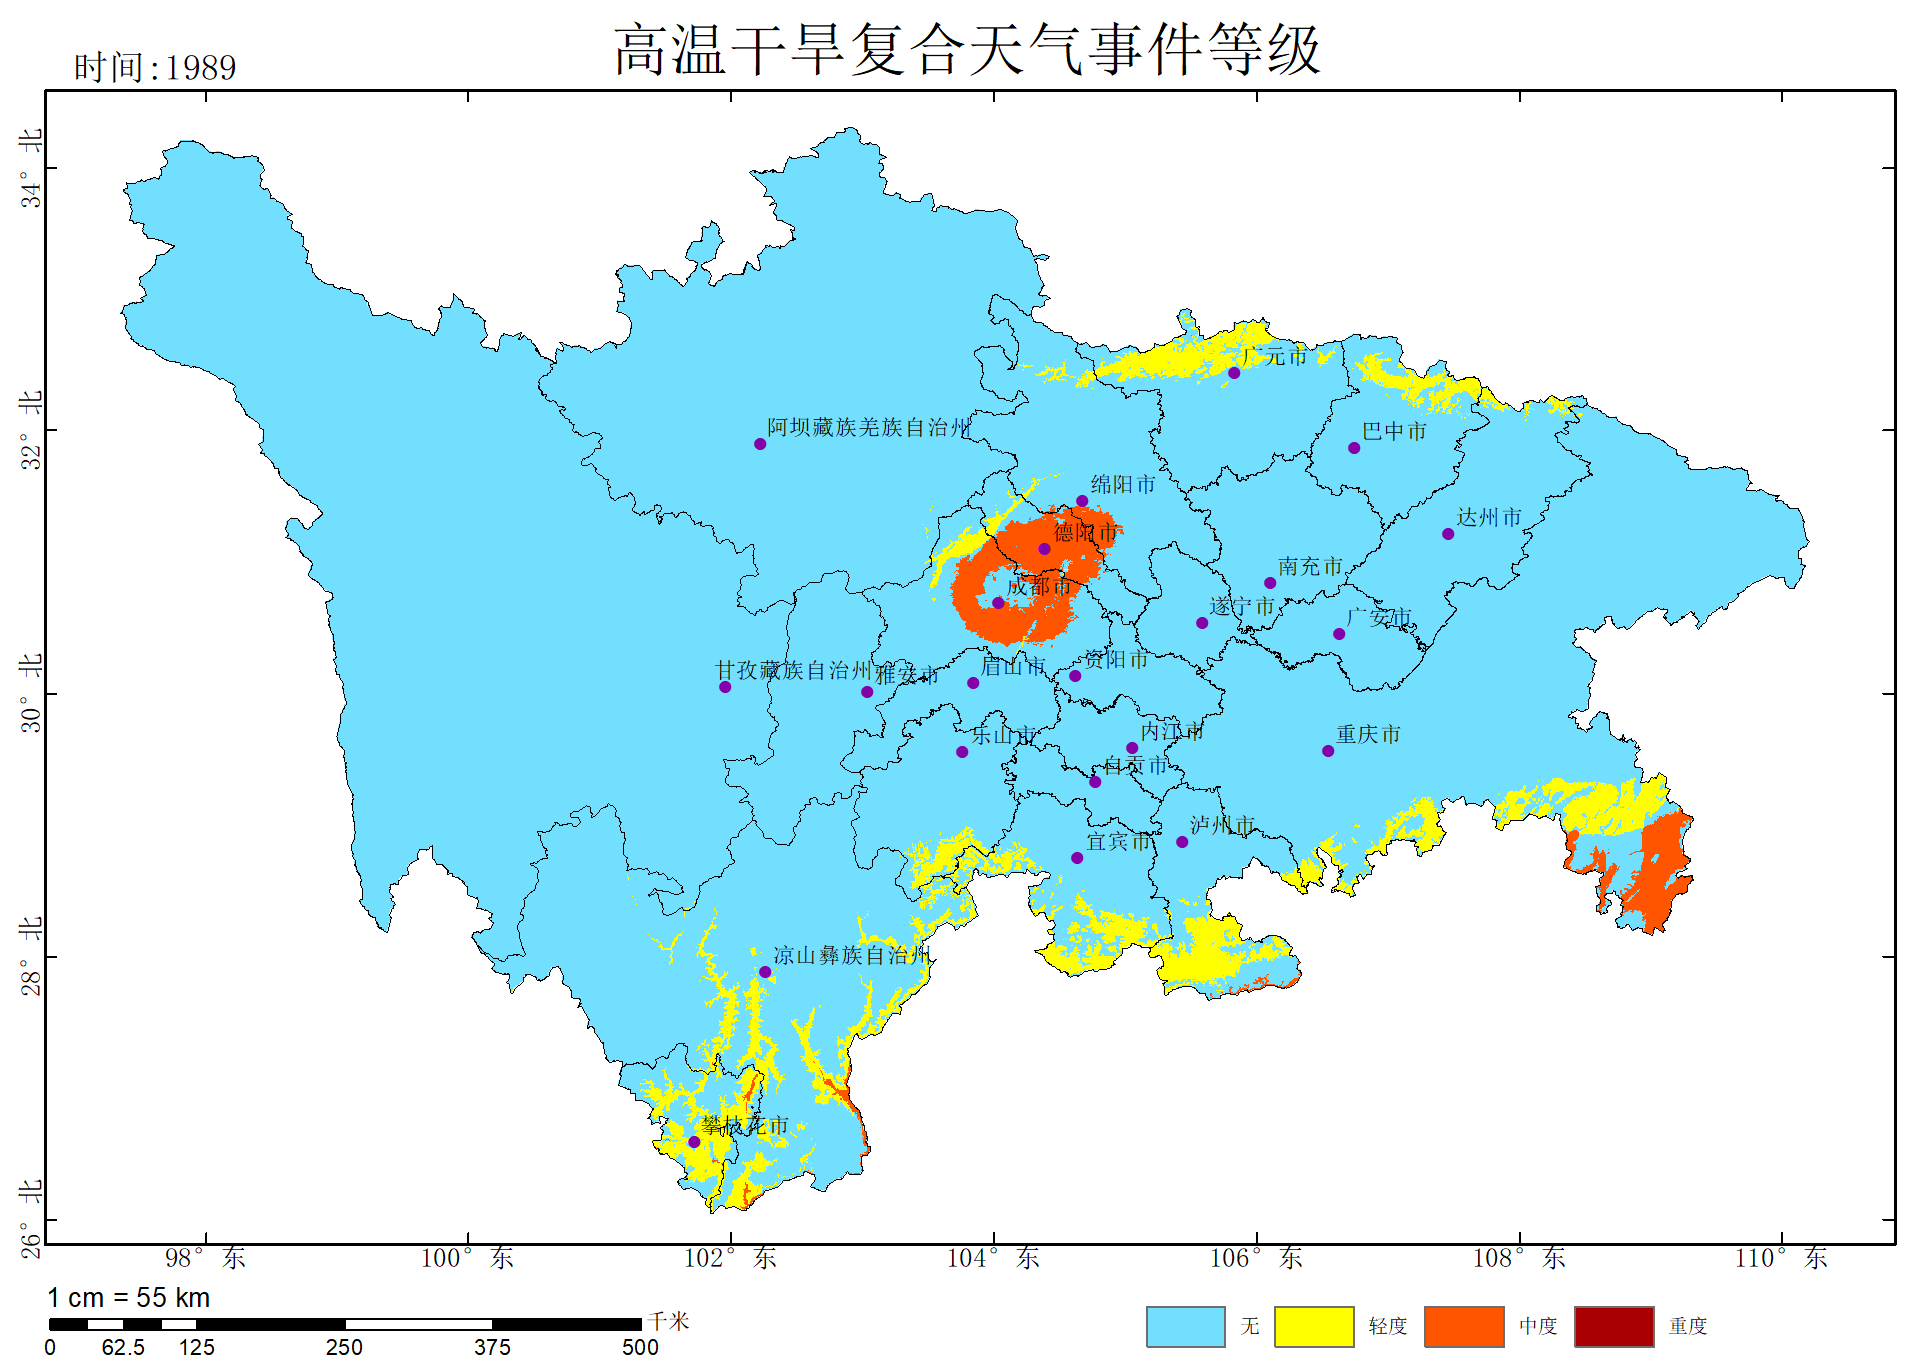 高温干旱复合天气事件等级
时间:1989
34° 北
32° 北
30° 北
28° 北
26° 北
广元市
阿坝藏族羌族自治州
巴中市
绵阳市
达州市
德阳市
南充市
成都市
遂宁市
广安市
甘孜藏族自治州
雅安市
眉山市
资阳市
乐山市
内江市
重庆市
自贡市
宜宾市
泸州市
凉山彝族自治州
攀枝花市
98° 东
100° 东
102° 东
104° 东
106° 东
108° 东
110° 东
1 cm = 55 km
千米
0 62.5 125 250 375 500
无 轻度 中度 重度